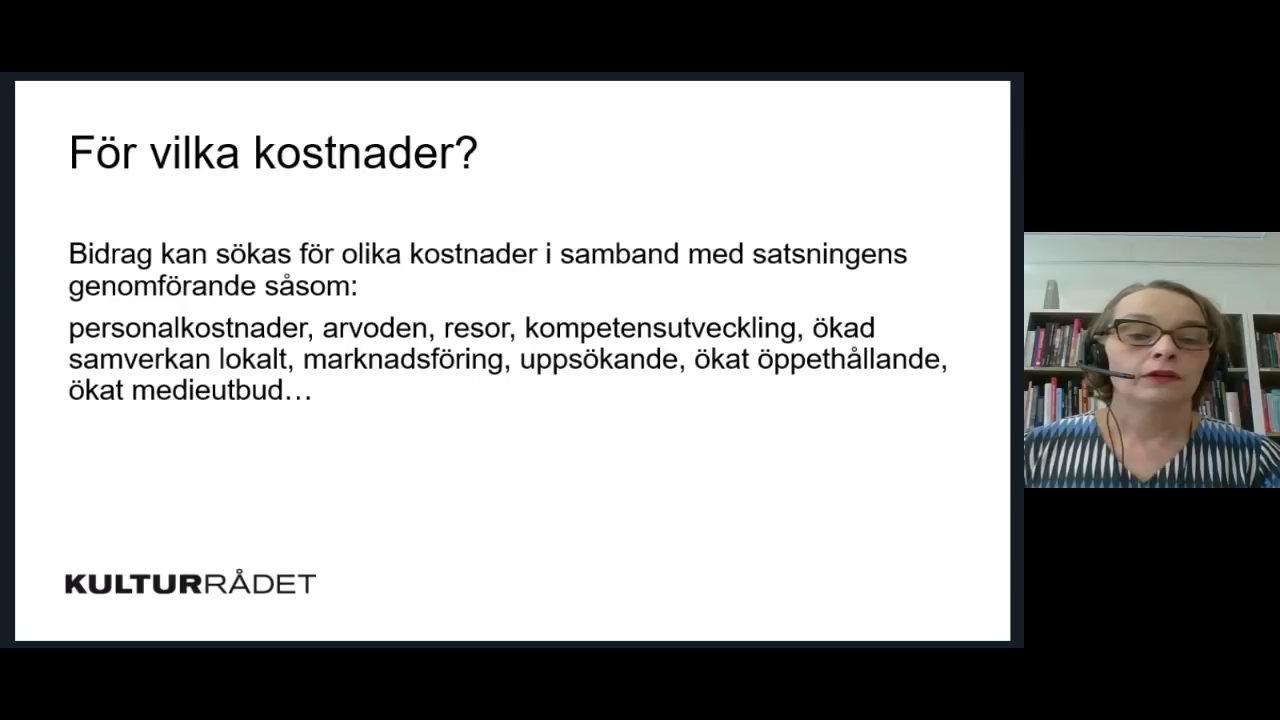 För vilka kostnader?
Bidrag kan sökas för olika kostnader i samband med satsningens
genomförande såsom:
personalkostnader, arvoden, resor, kompetensutveckling, ökad
samverkan lokalt, marknadsföring, uppsökande, ökat öppethållande,
ökat medieutbud…
KULTURRÅDET